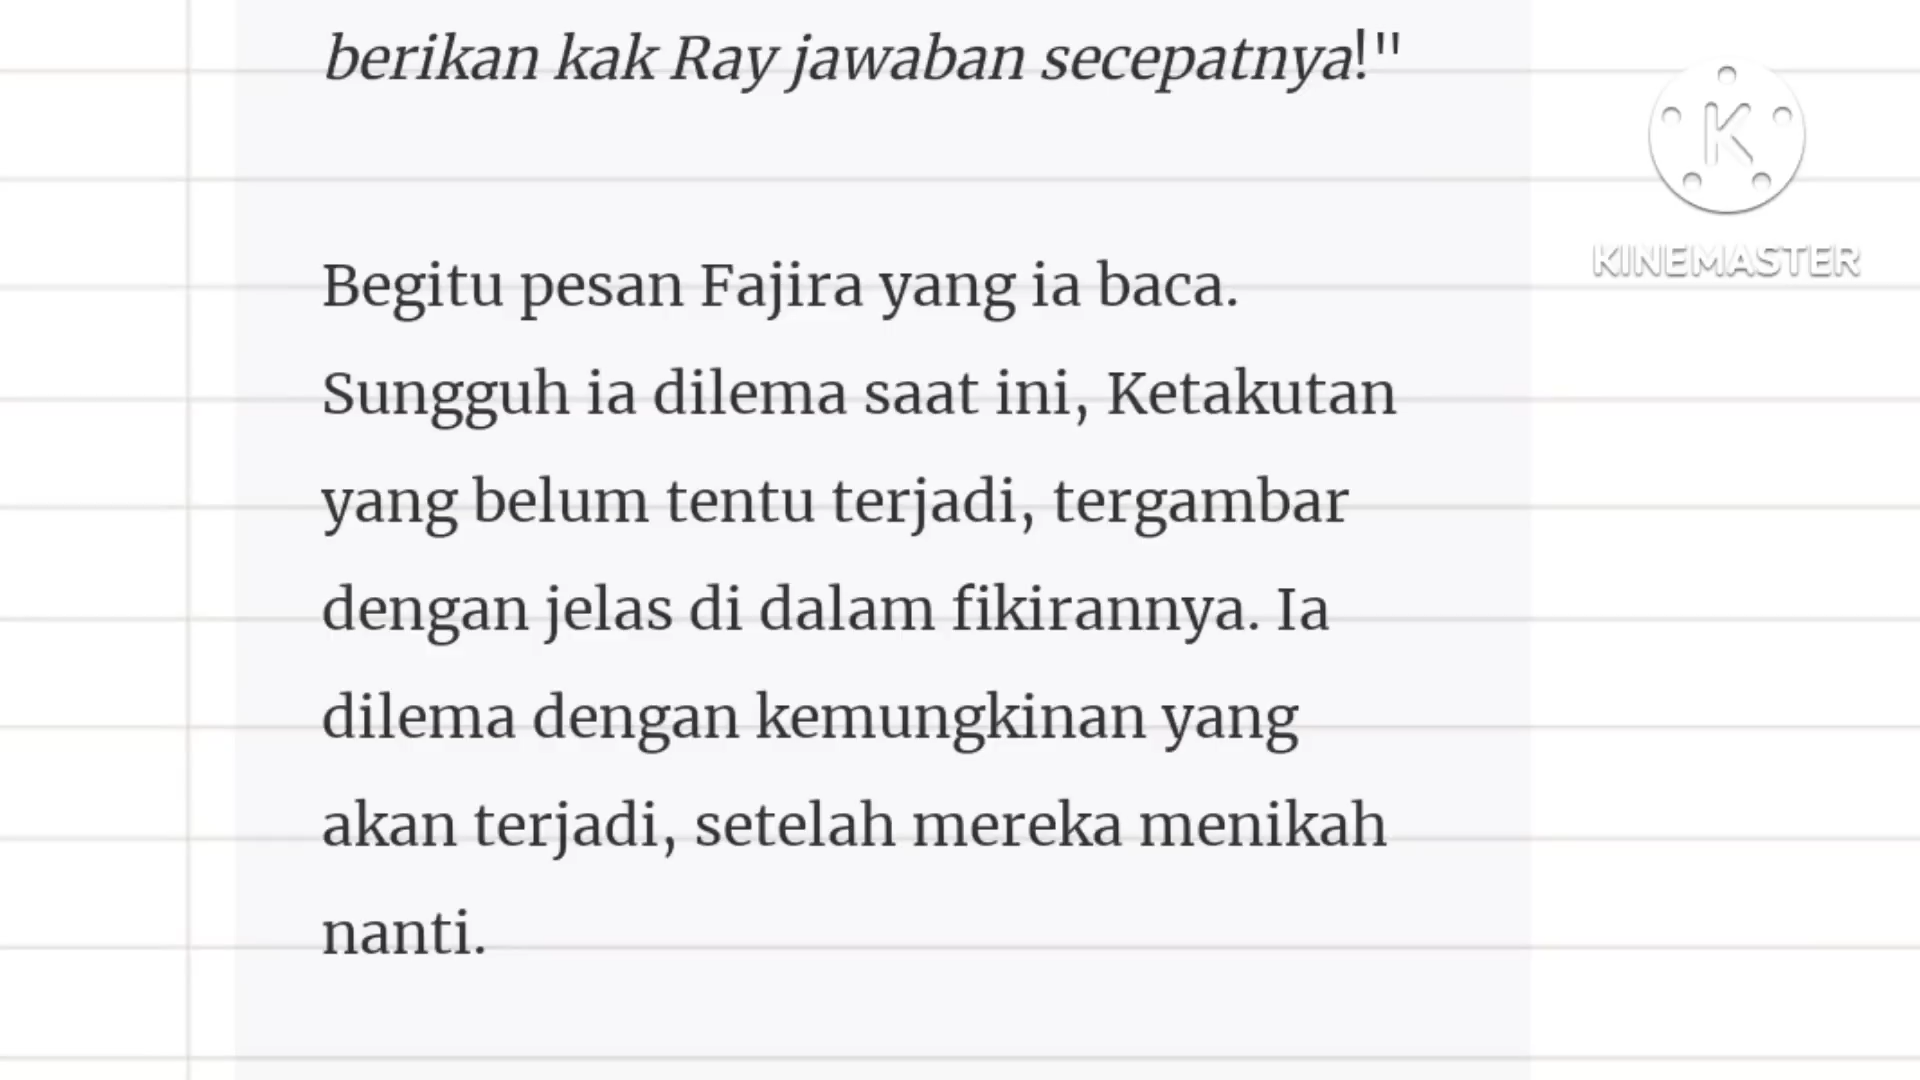 berikan kak Ray jawaban secepatnya!"
Begitu pesan Fajira yang ia baca.
Sungguh ia dilema saat ini, Ketakutan
yang belum tentu terjadi, tergambar
dengan jelas di dalam fikirannya. Ia
dilema dengan kemungkinan yang
akan terjadi, setelah mereka menikah
nanti.
K
KINEMASTER